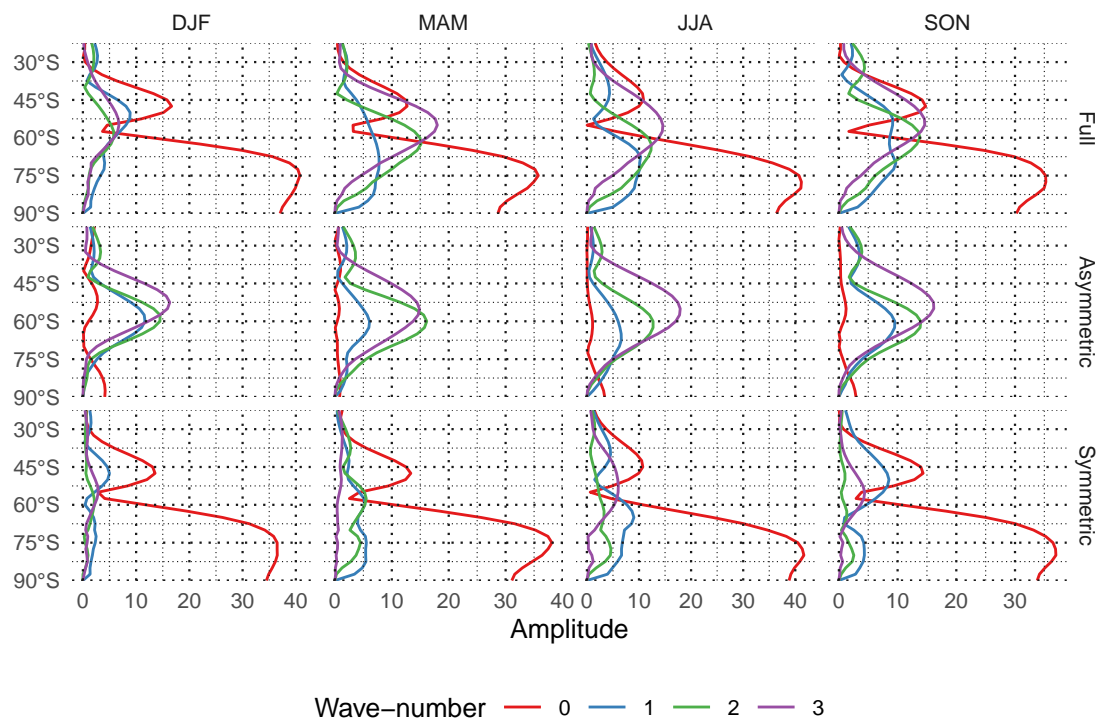 DJF MAM JJA SON
30°S
45°S
60°S
75°S
90°S
Full
30°S
45°S
60°S
75°S
90°S
Asymmetric
30°S
45°S
60°S
75°S
90°S
Symmetric
0 10 20 30 40 0 10 20 30 40 0 10 20 30 40 0 10 20 30
Amplitude
Wave−number 0 1 2 3